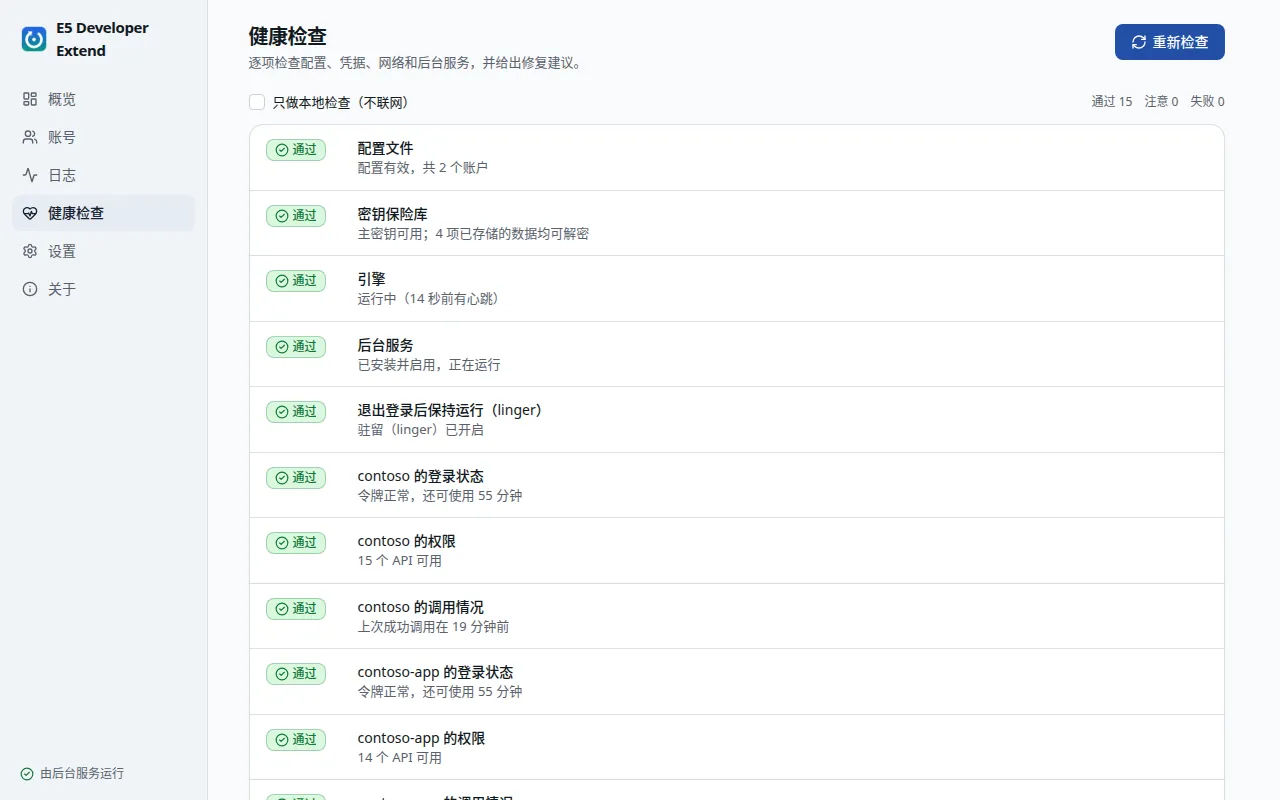 E5 Developer
Extend
概览
账号
日志
健康检查
设置
关于
由后台服务运行
健康检查
逐项检查配置、凭据、网络和后台服务，并给出修复建议。
重新检查
只做本地检查（不联网）
通过 15 注意 0 失败 0
通过
配置文件
配置有效，共 2 个账户
通过
密钥保险库
主密钥可用；4 项已存储的数据均可解密
通过
引擎
运行中（14 秒前有心跳）
通过
后台服务
已安装并启用，正在运行
通过
退出登录后保持运行（linger）
驻留（linger）已开启
通过
contoso 的登录状态
令牌正常，还可使用 55 分钟
通过
contoso 的权限
15 个 API 可用
通过
contoso 的调用情况
上次成功调用在 19 分钟前
通过
contoso-app 的登录状态
令牌正常，还可使用 55 分钟
通过
contoso-app 的权限
14 个 API 可用